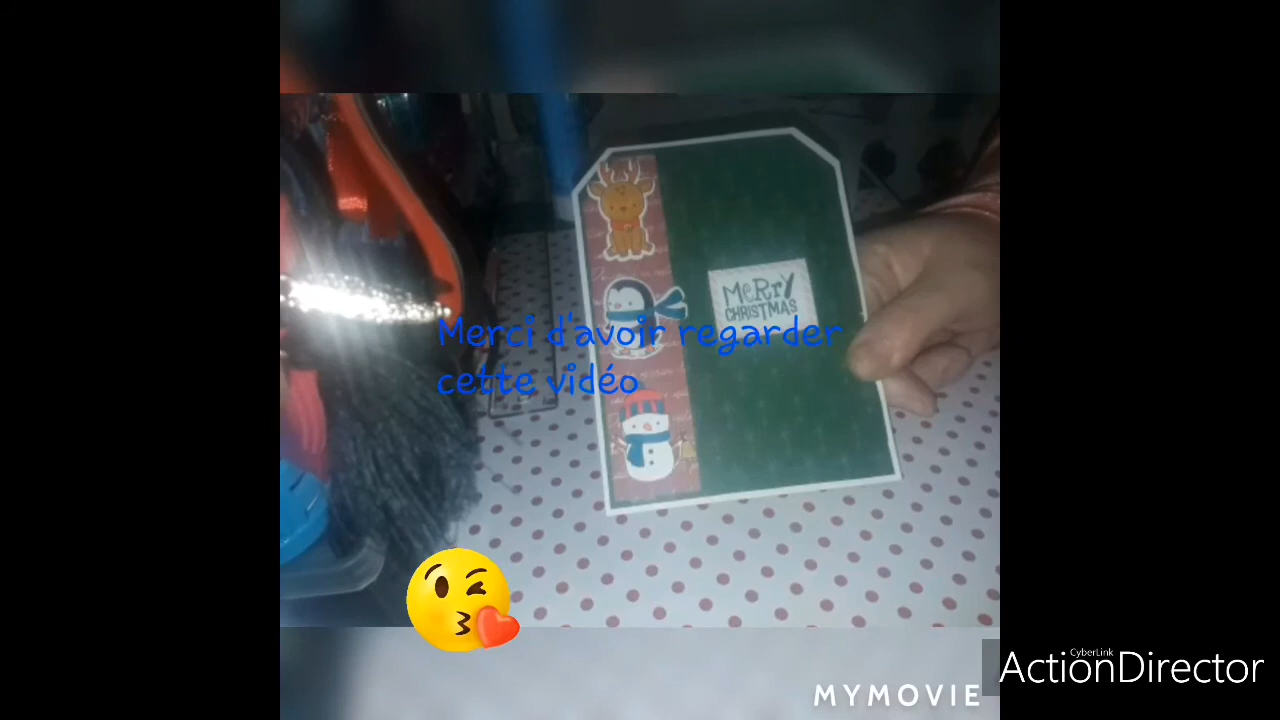 MeRRY
CHRISTMAS
Merci d'avoir regarder
cette vidéo
CyberLink
ActionDirector
MYMOVIE